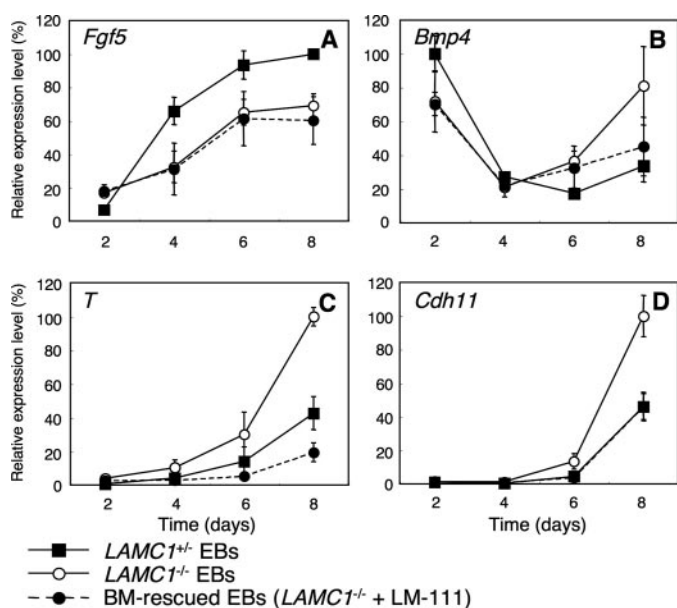 Fgf5 A
Relative expression level (%)
120
100
80
60
40
20
0
2 4 6 8
Bmp4 B
120
100
80
60
40
20
0
2 4 6 8
T C
Relative expression level (%)
120
100
80
60
40
20
0
2 4 6 8
Time (days)
Cdh11 D
120
100
80
60
40
20
0
2 4 6 8
Time (days)
LAMC1+/- EBs
LAMC1-/- EBs
BM-rescued EBs (LAMC1-/- + LM-111)